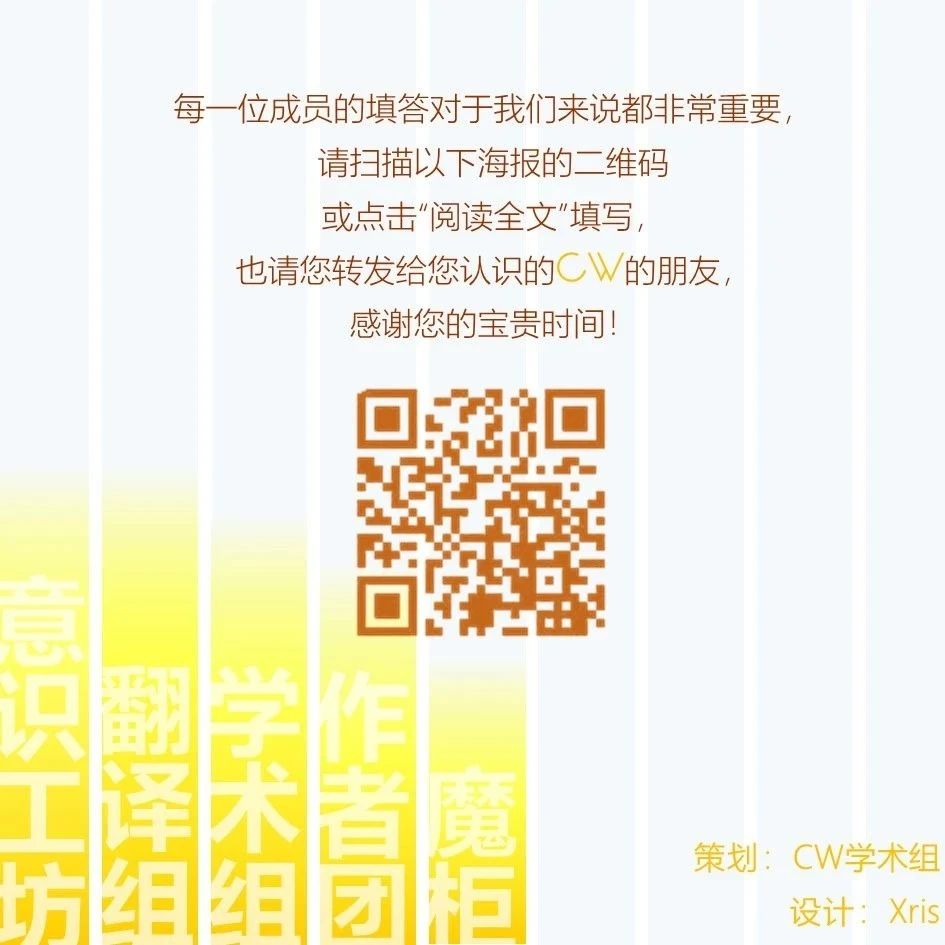 每一位成员的填答对于我们来说都非常重要，
请扫描以下海报的二维码
或点击“阅读全文”填写，
也请您转发给您认识的CW的朋友，
感谢您的宝贵时间！
意识工坊
翻译组
学术组
作者团
魔柜
策划：CW学术组
设计：Xris